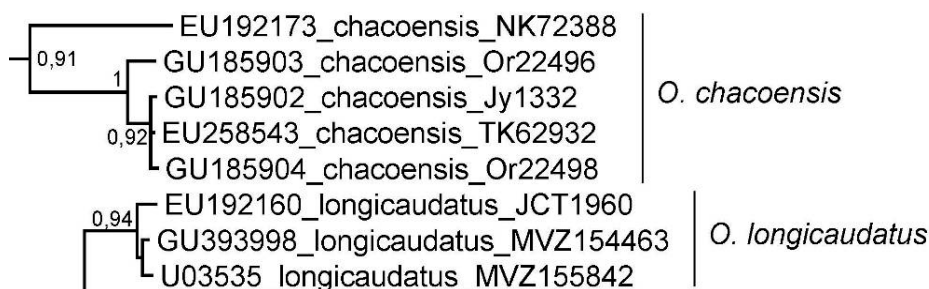 EU192173_chacoensis_NK72388
0,91
GU185903_chacoensis_Or22496
1
GU185902_chacoensis_Jy1332
O. chacoensis
0,92
EU258543_chacoensis_TK62932
GU185904_chacoensis_Or22498
EU192160_longicaudatus_JCT1960
0,94
GU393998_longicaudatus_MVZ154463
O. longicaudatus
U03535_longicaudatus_MVZ155842